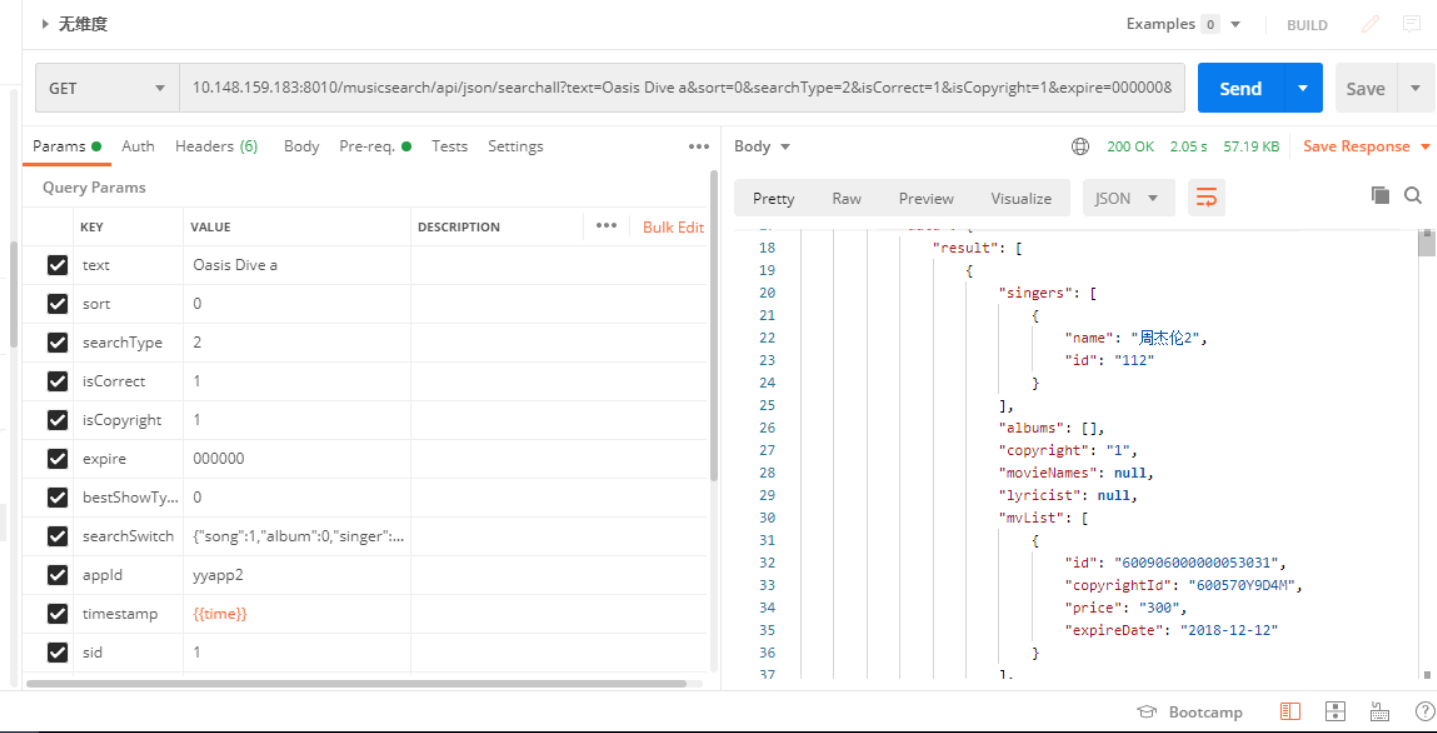 无维度
Examples 0
BUILD
GET
10.148.159.183:8010/musicsearch/api/json/searchall?text=Oasis Dive a&sort=0&searchType=2&isCorrect=1&isCopyright=1&expire=000000&
Send
Save
Params
Auth
Headers (6)
Body
Pre-req.
Tests
Settings
Query Params
KEY VALUE DESCRIPTION ••• Bulk Edit
text Oasis Dive a
sort 0
searchType 2
isCorrect 1
isCopyright 1
expire 000000
bestShowTy... 0
searchSwitch {"song":1,"album":0,"singer":...
appId yyapp2
timestamp {{time}}
sid 1
Body
200 OK 2.05 s 57.19 KB Save Response
Pretty Raw Preview Visualize JSON
18 "result": [
19 {
20 "singers": [
21 {
22 "name": "周杰伦2",
23 "id": "112"
24 }
25 ],
26 "albums": [],
27 "copyright": "1",
28 "movieNames": null,
29 "lyricist": null,
30 "mvList": [
31 {
32 "id": "600906000000053031",
33 "copyrightId": "600570Y9D4M",
34 "price": "300",
35 "expireDate": "2018-12-12"
36 }
37 ],
Bootcamp